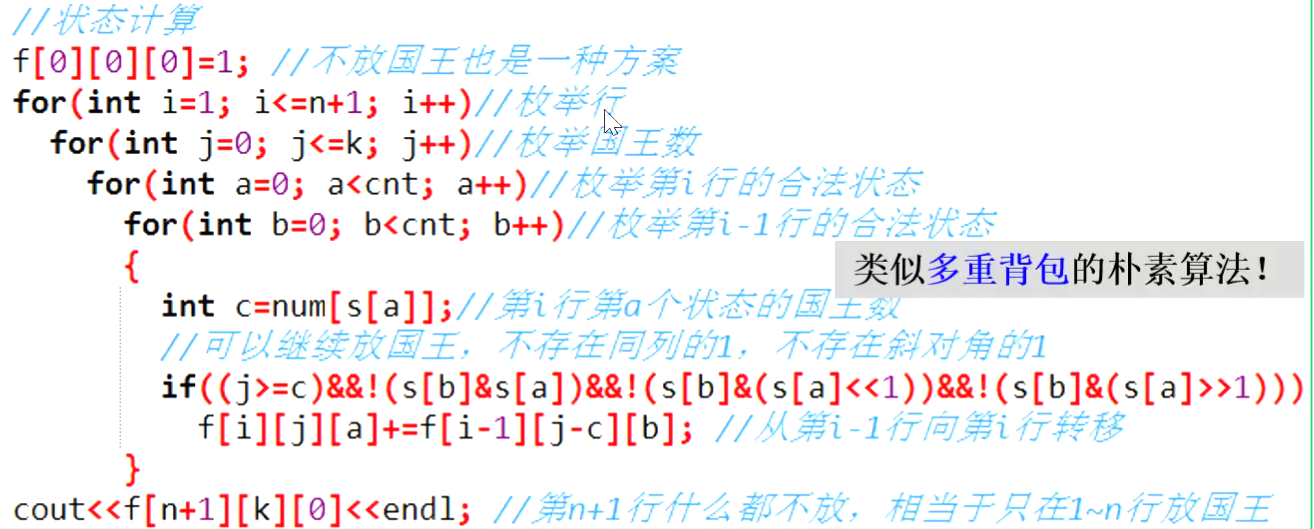 //状态计算
f[0][0][0]=1; //不放国王也是一种方案
for(int i=1; i<=n+1; i++)//枚举行
for(int j=0; j<=k; j++)//枚举国王数
for(int a=0; a<cnt; a++)//枚举第i行的合法状态
for(int b=0; b<cnt; b++)//枚举第i-1行的合法状态
{
类似多重背包的朴素算法！
int c=num[s[a]];//第i行第a个状态的国王数
//可以继续放国王，不存在同列的1，不存在斜对角的1
if((j>=c)&&!(s[b]&s[a])&&!(s[b]&(s[a]<<1))&&!(s[b]&(s[a]>>1)))
f[i][j][a]+=f[i-1][j-c][b]; //从第i-1行向第i行转移
}
cout<<f[n+1][k][0]<<endl; //第n+1行什么都不放，相当于只在1~n行放国王